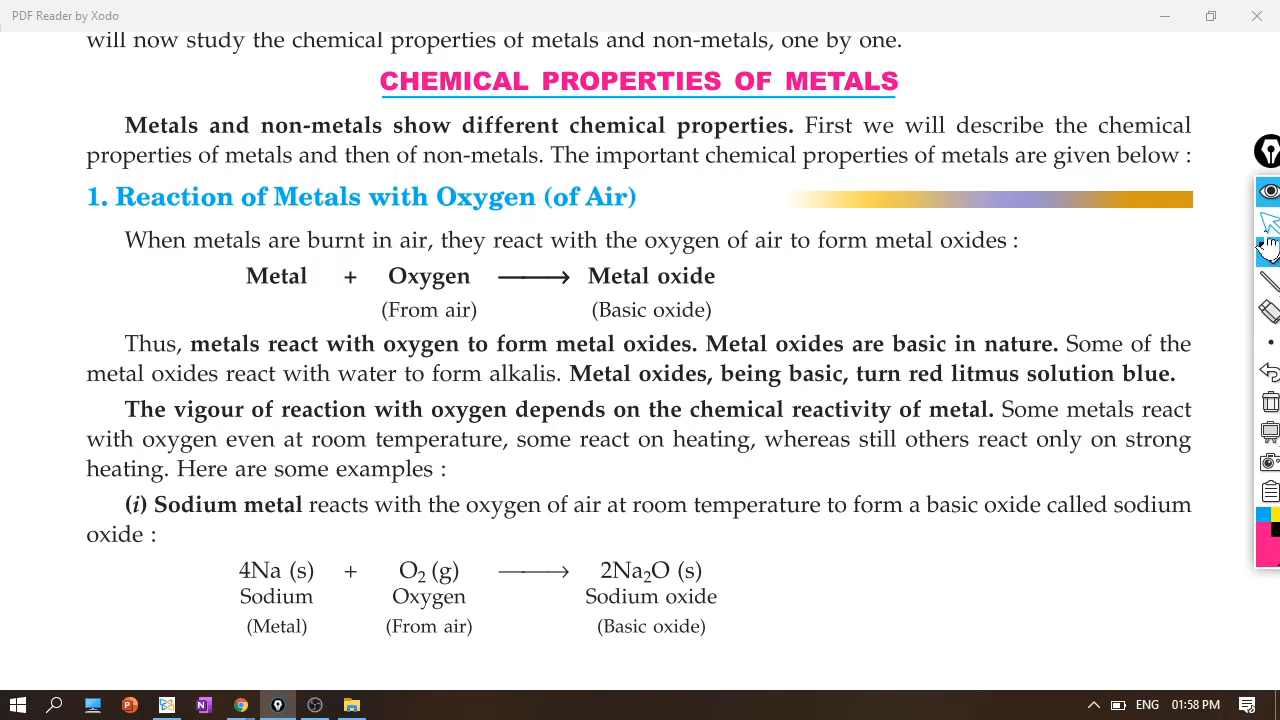 PDF Reader by Xodo
will now study the chemical properties of metals and non-metals, one by one.
CHEMICAL PROPERTIES OF METALS
Metals and non-metals show different chemical properties. First we will describe the chemical
properties of metals and then of non-metals. The important chemical properties of metals are given below :
1. Reaction of Metals with Oxygen (of Air)
When metals are burnt in air, they react with the oxygen of air to form metal oxides :
Metal + Oxygen ⟶ Metal oxide
(From air) (Basic oxide)
Thus, metals react with oxygen to form metal oxides. Metal oxides are basic in nature. Some of the
metal oxides react with water to form alkalis. Metal oxides, being basic, turn red litmus solution blue.
The vigour of reaction with oxygen depends on the chemical reactivity of metal. Some metals react
with oxygen even at room temperature, some react on heating, whereas still others react only on strong
heating. Here are some examples :
(i) Sodium metal reacts with the oxygen of air at room temperature to form a basic oxide called sodium
oxide :
4Na (s) + O₂ (g) ⟶ 2Na₂O (s)
Sodium Oxygen Sodium oxide
(Metal) (From air) (Basic oxide)
ENG 01:58 PM